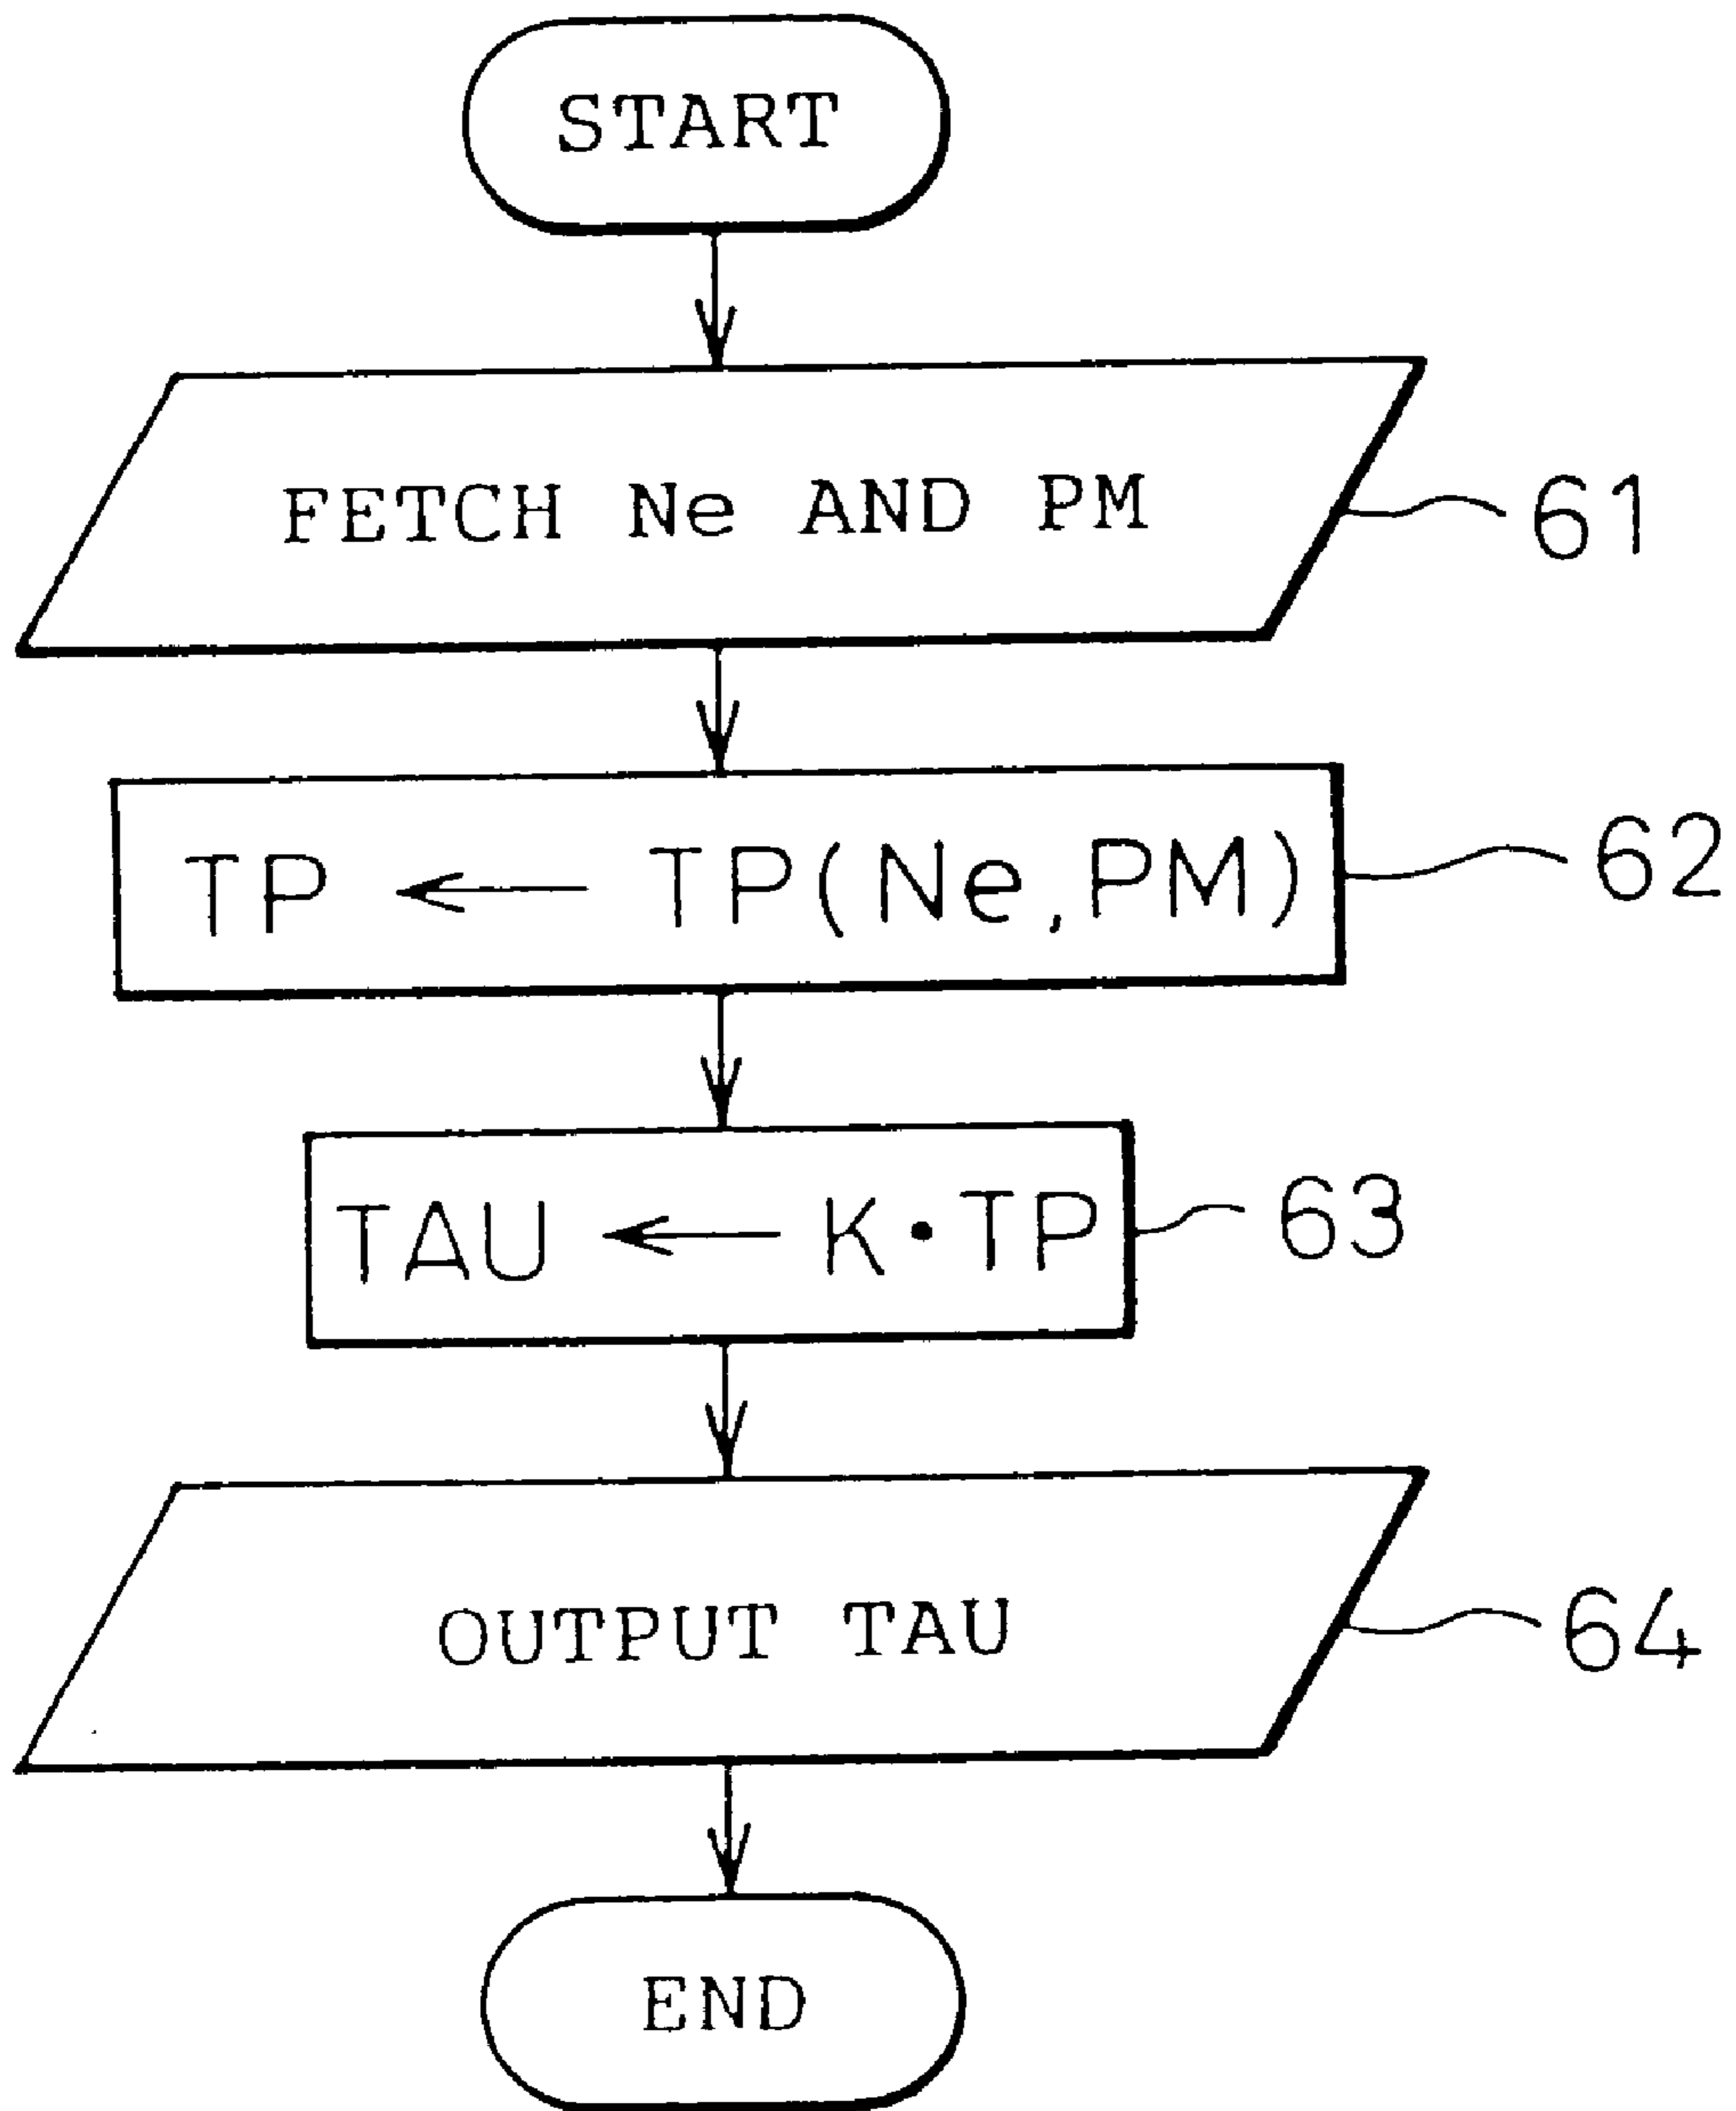 START
FETCH Ne AND PM
61
TP ← TP(Ne,PM)
62
TAU ← K•TP
63
OUTPUT TAU
64
END